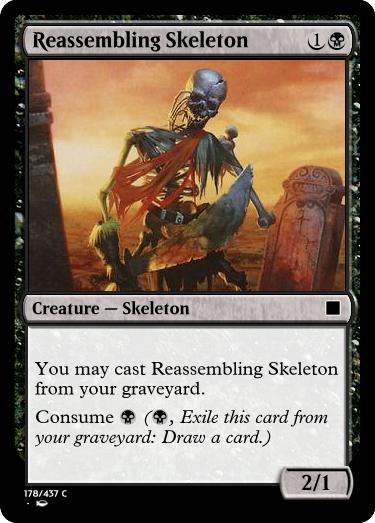 Reassembling Skeleton 1
Creature — Skeleton
You may cast Reassembling Skeleton
from your graveyard.
Consume (, Exile this card from
your graveyard: Draw a card.)
2/1
178/437 C